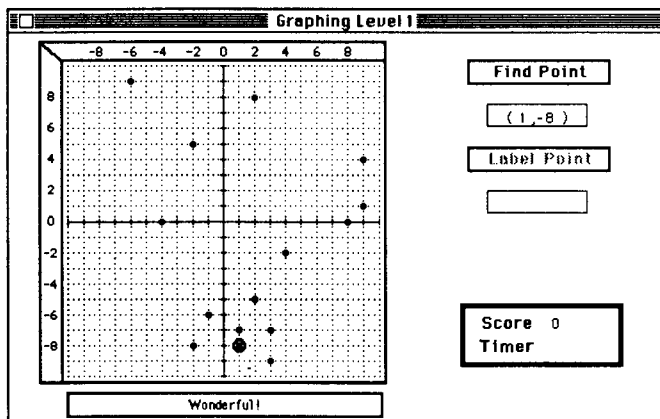 Graphing Level 1
-8 -6 -4 -2 0 2 4 6 8
8
6
4
2
0
-2
-4
-6
-8
Find Point
(1,-8)
Label Point
Score 0
Timer
Wonderful!